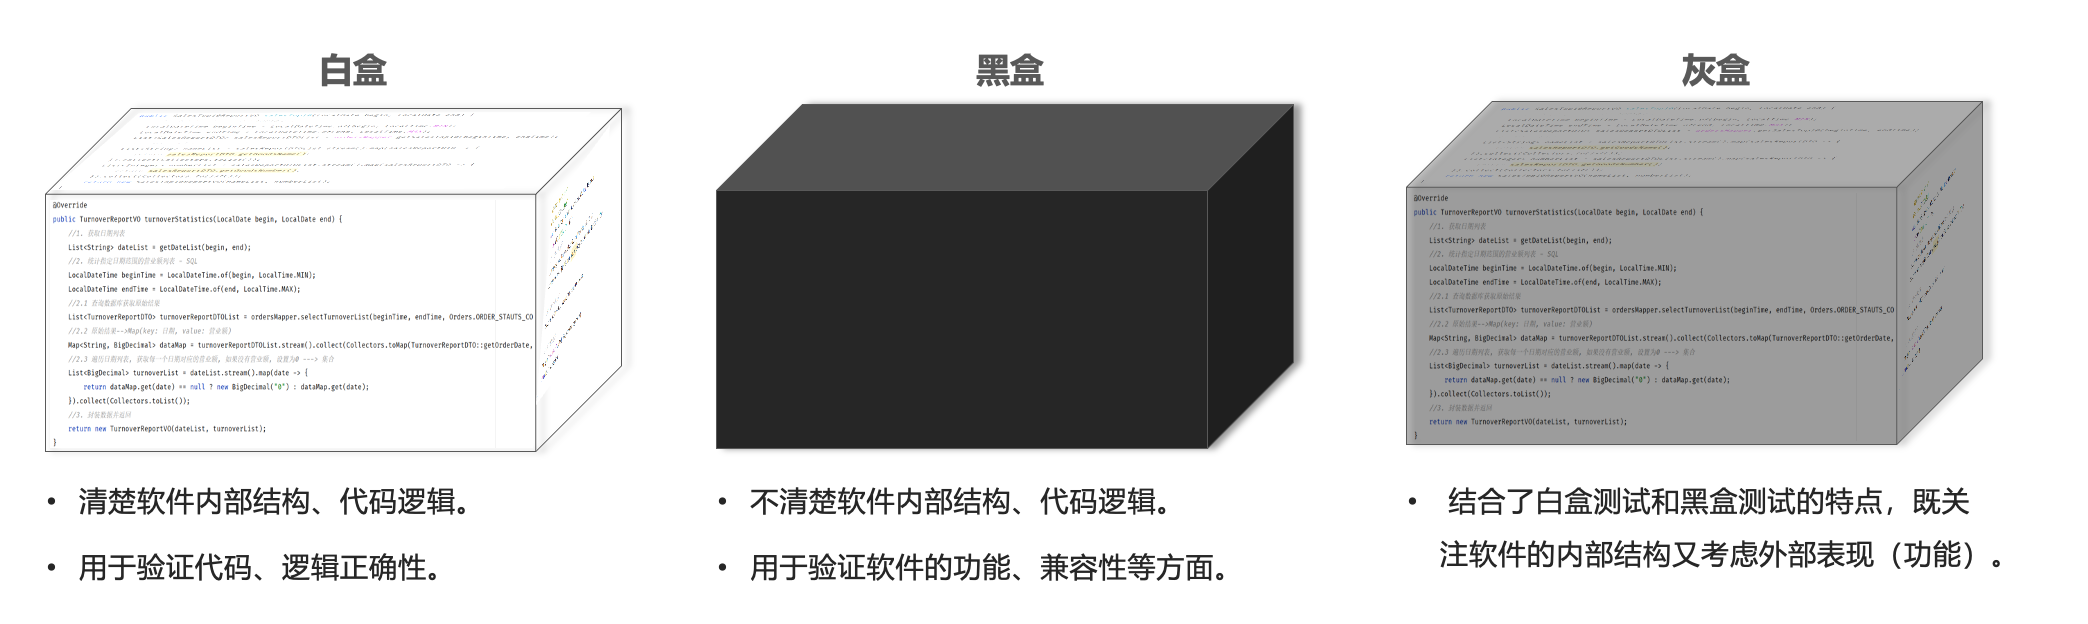 白盒
@Override
public TurnoverReportVO turnoverStatistics(LocalDate begin, LocalDate end) {
//1. 获取日期列表
List<String> dateList = getDateList(begin, end);
//2. 统计指定日期范围的营业额列表 - SQL
LocalDateTime beginTime = LocalDateTime.of(begin, LocalTime.MIN);
LocalDateTime endTime = LocalDateTime.of(end, LocalTime.MAX);
//2.1 查询数据库获取原始结果
List<TurnoverReportDTO> turnoverReportDTOList = ordersMapper.selectTurnoverList(beginTime, endTime, Orders.ORDER_STAUTS_CO
//2.2 原始结果-->Map(key: 日期, value: 营业额)
Map<String, BigDecimal> dataMap = turnoverReportDTOList.stream().collect(Collectors.toMap(TurnoverReportDTO::getOrderDate,
//2.3 遍历日期列表, 获取每一个日期对应的营业额, 如果没有营业额, 设置为0 ---> 集合
List<BigDecimal> turnoverList = dateList.stream().map(date -> {
return dataMap.get(date) == null ? new BigDecimal("0") : dataMap.get(date);
}).collect(Collectors.toList());
//3. 封装数据并返回
return new TurnoverReportVO(dateList, turnoverList);
}
• 清楚软件内部结构、代码逻辑。
• 用于验证代码、逻辑正确性。
黑盒
• 不清楚软件内部结构、代码逻辑。
• 用于验证软件的功能、兼容性等方面。
灰盒
@Override
public TurnoverReportVO turnoverStatistics(LocalDate begin, LocalDate end) {
//1. 获取日期列表
List<String> dateList = getDateList(begin, end);
//2. 统计指定日期范围的营业额列表 - SQL
LocalDateTime beginTime = LocalDateTime.of(begin, LocalTime.MIN);
LocalDateTime endTime = LocalDateTime.of(end, LocalTime.MAX);
//2.1 查询数据库获取原始结果
List<TurnoverReportDTO> turnoverReportDTOList = ordersMapper.selectTurnoverList(beginTime, endTime, Orders.ORDER_STAUTS_CO
//2.2 原始结果-->Map(key: 日期, value: 营业额)
Map<String, BigDecimal> dataMap = turnoverReportDTOList.stream().collect(Collectors.toMap(TurnoverReportDTO::getOrderDate,
//2.3 遍历日期列表, 获取每一个日期对应的营业额, 如果没有营业额, 设置为0 ---> 集合
List<BigDecimal> turnoverList = dateList.stream().map(date -> {
return dataMap.get(date) == null ? new BigDecimal("0") : dataMap.get(date);
}).collect(Collectors.toList());
//3. 封装数据并返回
return new TurnoverReportVO(dateList, turnoverList);
}
• 结合了白盒测试和黑盒测试的特点，既关
注软件的内部结构又考虑外部表现（功能）。